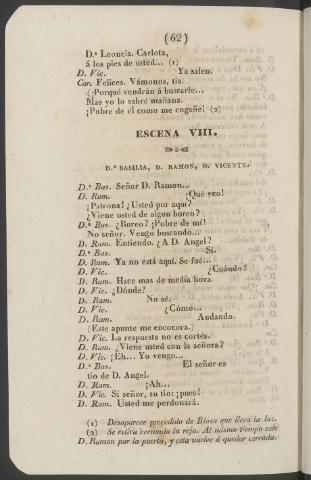 (62)
D.ª Leoncia. Carlota,
á los pies de usted... (1)
D. Vic. Ya salen.
Car. Felices. Vámonos, tia.
(¡Porqué vendrán á buscarle...
Mas yo lo sabré mañana.
¡Pobre de él como me engañe! (2)
ESCENA VIII.
D.ª BASILIA, D. RAMON, D. VICENTE.
D.ª Bas. Señor D. Ramon...
D. Ram. ¡Qué veo!
¡Patrona! ¿Usted por aquí?
¿Viene usted de algun bureo?
D.ª Bas. ¿Bureo? ¡Pobre de mí!
No señor. Vengo buscando...
D. Ram. Entiendo. ¿A D. Angel?
D.ª Bas. Sí.
D. Ram. Ya no está aquí. Se fué...
D. Vic. ¿Cuándo?
D. Ram. Hace mas de media hora.
D. Vic. ¿Dónde?
D. Ram. No sé.
D. Vic. ¿Cómo...
D. Ram. Andando.
(Este apunte me encocora.)
D. Vic. La respuesta no es cortés.
D. Ram. ¿Viene usted con la señora?
D. Vic. ¡Eh... Yo vengo...
D.ª Bas. El señor es
tio de D. Angel.
D. Ram. ¡Ah...
D. Vic. Sí señor, su tio; ¡pues!
D. Ram. Usted me perdonará.
(1) Desaparece precedido de Blasa que lleva la luz.
(2) Se retira cerrando la reja. Al mismo tiempo sale
D. Ramon por la puerta, y esta vuelve á quedar cerrada.